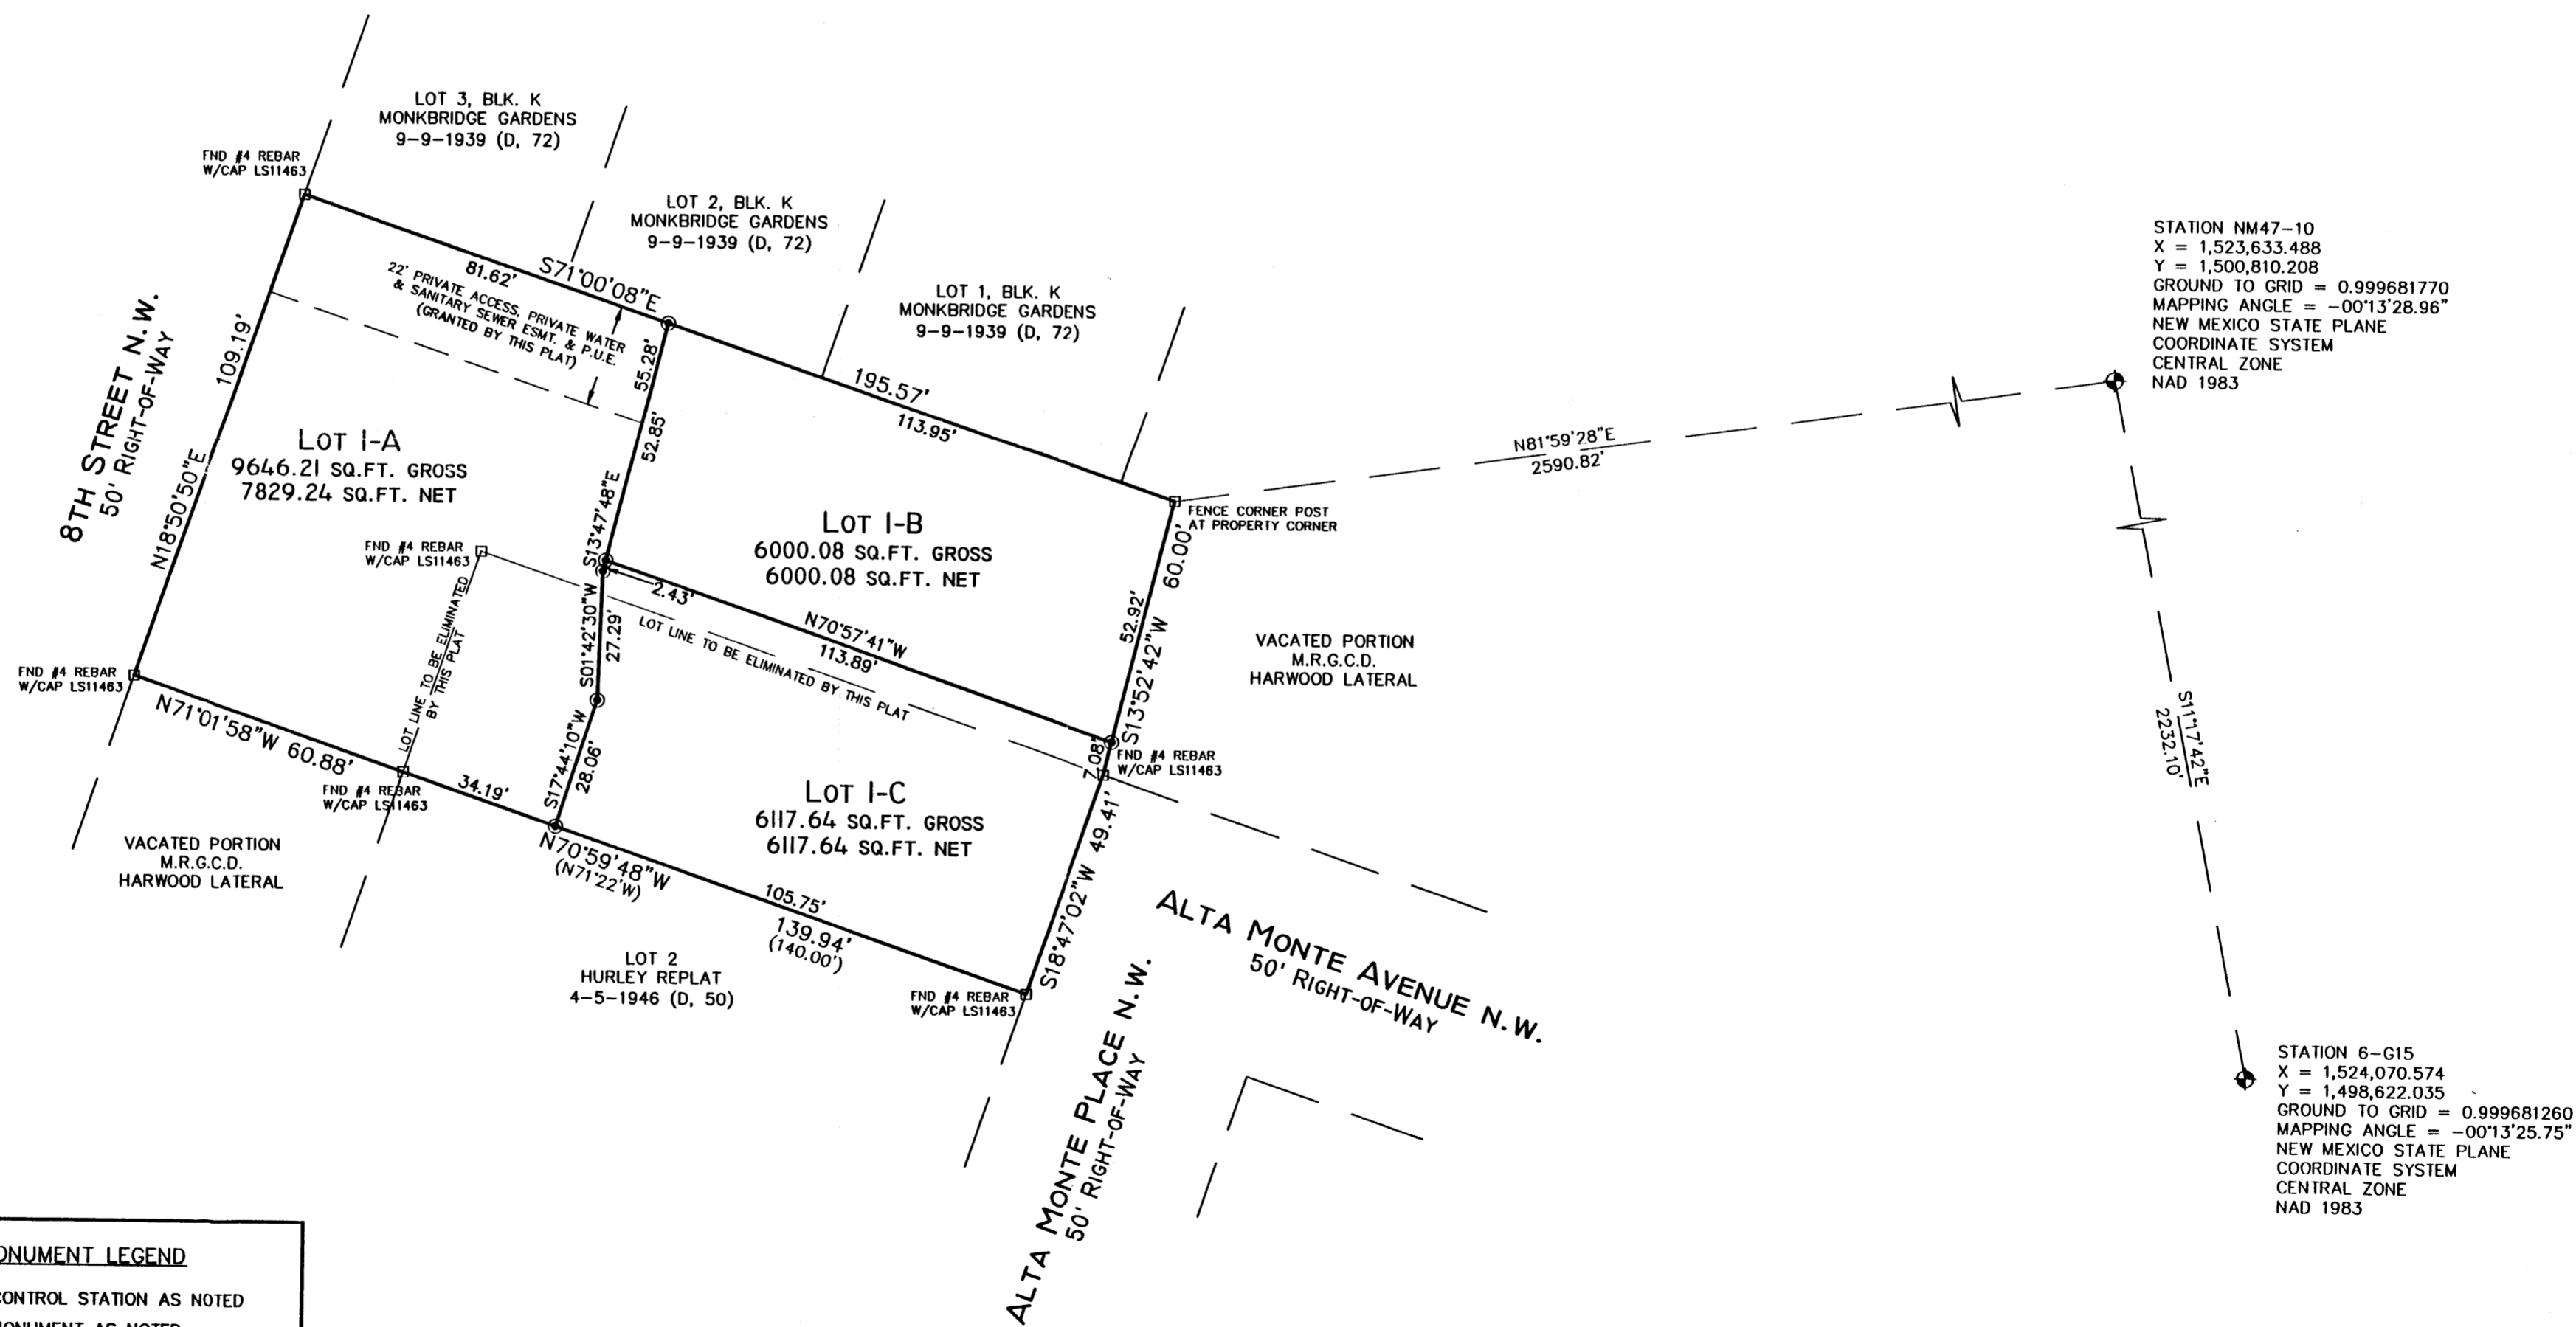 LOT 3, BLK. K
MONKBRIDGE GARDENS
9-9-1939 (D, 72)
FND #4 REBAR
W/CAP LS11463
LOT 2, BLK. K
MONKBRIDGE GARDENS
9-9-1939 (D, 72)
LOT 1, BLK. K
MONKBRIDGE GARDENS
9-9-1939 (D, 72)
STATION NM47-10
X = 1,523,633.488
Y = 1,500,810.208
GROUND TO GRID = 0.999681770
MAPPING ANGLE = -00°13'28.96"
NEW MEXICO STATE PLANE
COORDINATE SYSTEM
CENTRAL ZONE
NAD 1983
81.62'
S71°00'08"E
195.57'
113.95'
22' PRIVATE ACCESS, PRIVATE WATER
& SANITARY SEWER ESMT. & P.U.E.
(GRANTED BY THIS PLAT)
8TH STREET N.W.
50' RIGHT-OF-WAY
109.19'
N18°50'50"E
55.28'
52.85'
S13°47'48"E
LOT 1-A
9646.21 SQ.FT. GROSS
7829.24 SQ.FT. NET
N81°59'28"E
2590.82'
FENCE CORNER POST
AT PROPERTY CORNER
LOT 1-B
6000.08 SQ.FT. GROSS
6000.08 SQ.FT. NET
60.00'
52.92'
S13°52'42"W
7.08'
FND #4 REBAR
W/CAP LS11463
2.43'
N70°57'41"W
113.89'
LOT LINE TO BE ELIMINATED BY THIS PLAT
S01°42'30"W
27.29'
LOT LINE TO BE ELIMINATED
BY THIS PLAT
VACATED PORTION
M.R.G.C.D.
HARWOOD LATERAL
FND #4 REBAR
W/CAP LS11463
N71°01'58"W 60.88'
34.19'
S17°44'10"W
28.06'
FND #4 REBAR
W/CAP LS11463
FND #4 REBAR
W/CAP LS11463
LOT 1-C
6117.64 SQ.FT. GROSS
6117.64 SQ.FT. NET
S18°47'02"W 49.41'
S11°17'42"E
2232.10'
VACATED PORTION
M.R.G.C.D.
HARWOOD LATERAL
N70°59'48"W
(N71°22'W)
105.75'
139.94'
(140.00')
LOT 2
HURLEY REPLAT
4-5-1946 (D, 50)
FND #4 REBAR
W/CAP LS11463
ALTA MONTE AVENUE N.W.
50' RIGHT-OF-WAY
ALTA MONTE PLACE N.W.
50' RIGHT-OF-WAY
STATION 6-G15
X = 1,524,070.574
Y = 1,498,622.035
GROUND TO GRID = 0.999681260
MAPPING ANGLE = -00°13'25.75"
NEW MEXICO STATE PLANE
COORDINATE SYSTEM
CENTRAL ZONE
NAD 1983
ONUMENT LEGEND
CONTROL STATION AS NOTED
MONUMENT AS NOTED